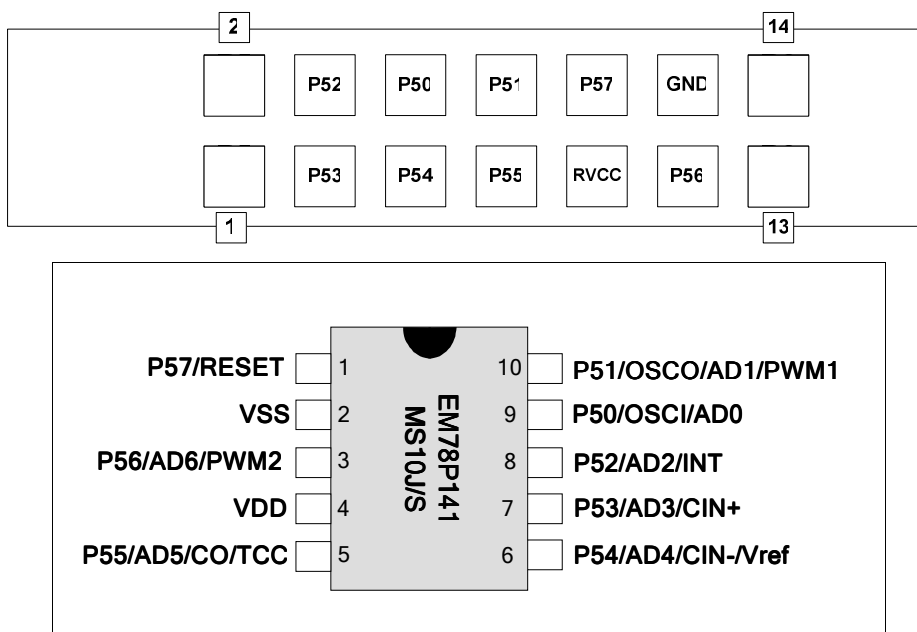 2 14
P52 P50 P51 P57 GND
P53 P54 P55 RVCC P56
1 13
P57/RESET 1 10 P51/OSCO/AD1/PWM1
VSS 2 9 P50/OSCI/AD0
P56/AD6/PWM2 3 8 P52/AD2/INT
VDD 4 7 P53/AD3/CIN+
P55/AD5/CO/TCC 5 6 P54/AD4/CIN-/Vref
EM78P141
MS10J/S